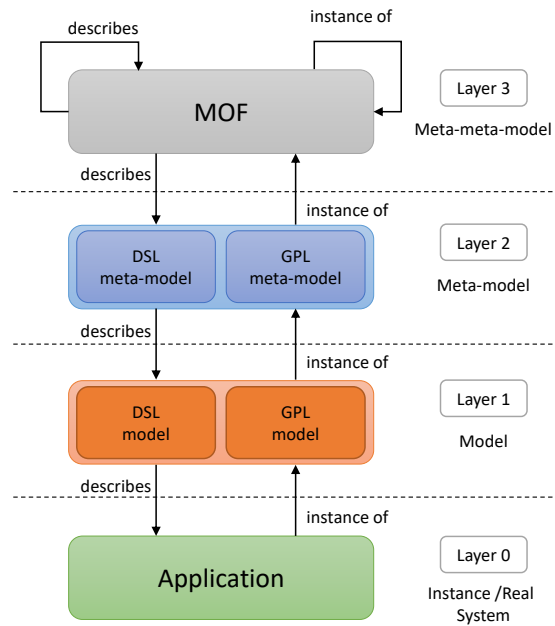 describes
instance of
MOF
Layer 3
Meta-meta-model
describes
instance of
DSL
meta-model
GPL
meta-model
Layer 2
Meta-model
describes
instance of
DSL
model
GPL
model
Layer 1
Model
describes
instance of
Application
Layer 0
Instance /Real
System